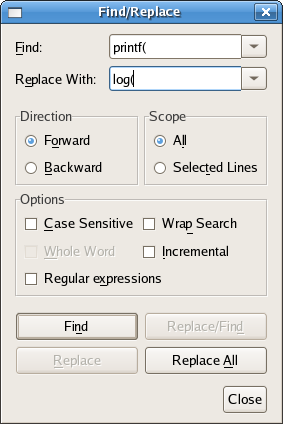 Find/Replace
Find: printf(
Replace With: log(
Direction
Scope
Forward
All
Backward
Selected Lines
Options
Case Sensitive
Wrap Search
Whole Word
Incremental
Regular expressions
Find
Replace/Find
Replace
Replace All
Close